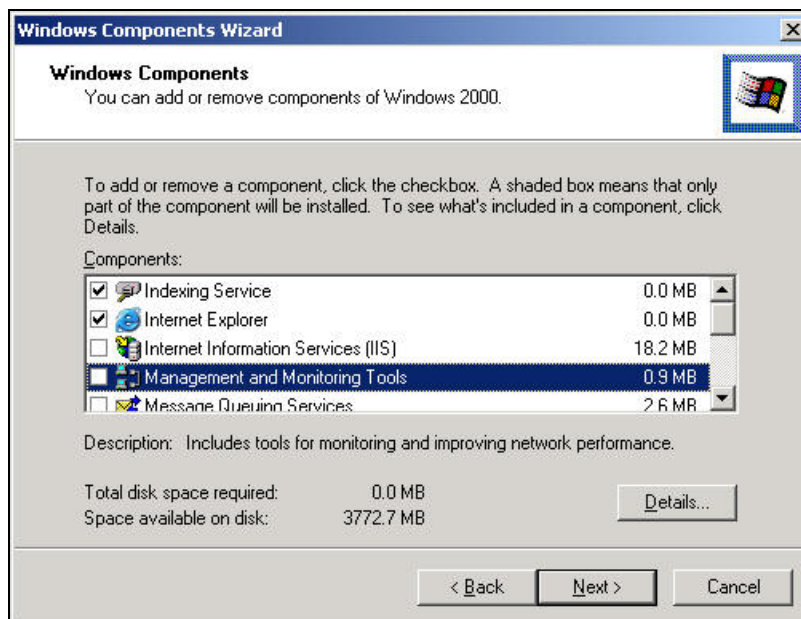 Windows Components Wizard
Windows Components
You can add or remove components of Windows 2000.
To add or remove a component, click the checkbox. A shaded box means that only
part of the component will be installed. To see what's included in a component, click
Details.
Components:
Indexing Service 0.0 MB
Internet Explorer 0.0 MB
Internet Information Services (IIS) 18.2 MB
Management and Monitoring Tools 0.9 MB
Message Queuing Services 2.6 MB
Description: Includes tools for monitoring and improving network performance.
Total disk space required: 0.0 MB
Space available on disk: 3772.7 MB
Details...
< Back Next > Cancel